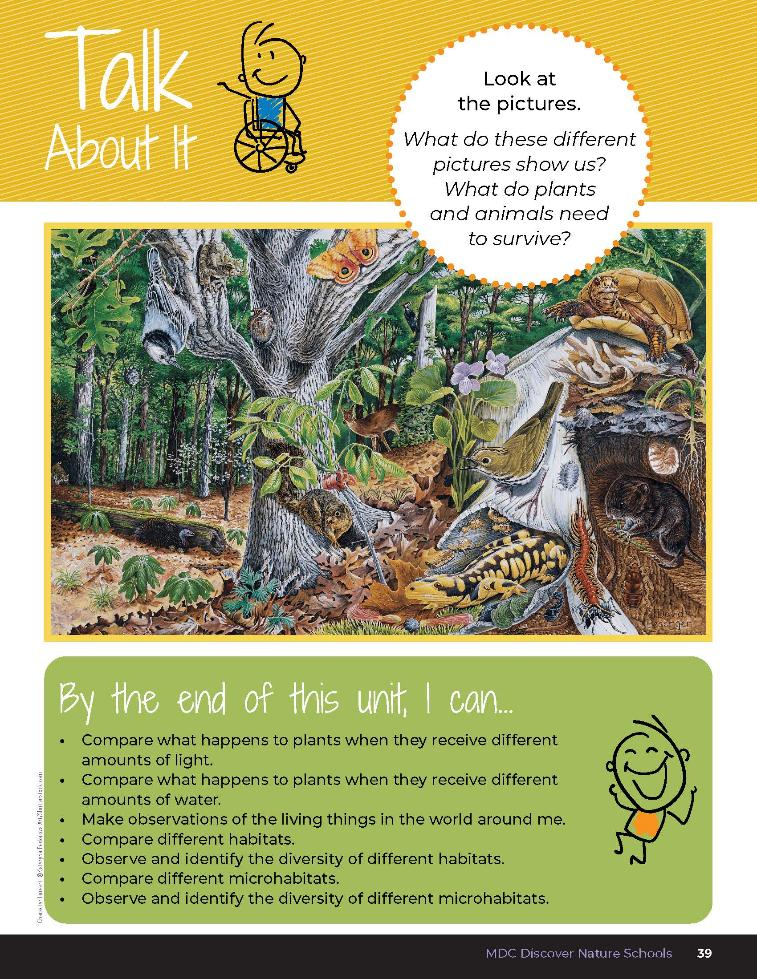 Talk
About It
Look at
the pictures.
What do these different
pictures show us?
What do plants
and animals need
to survive?
By the end of this unit, I can...
• Compare what happens to plants when they receive different
amounts of light.
• Compare what happens to plants when they receive different
amounts of water.
• Make observations of the living things in the world around me.
• Compare different habitats.
• Observe and identify the diversity of different habitats.
• Compare different microhabitats.
• Observe and identify the diversity of different microhabitats.
MDC Discover Nature Schools 39